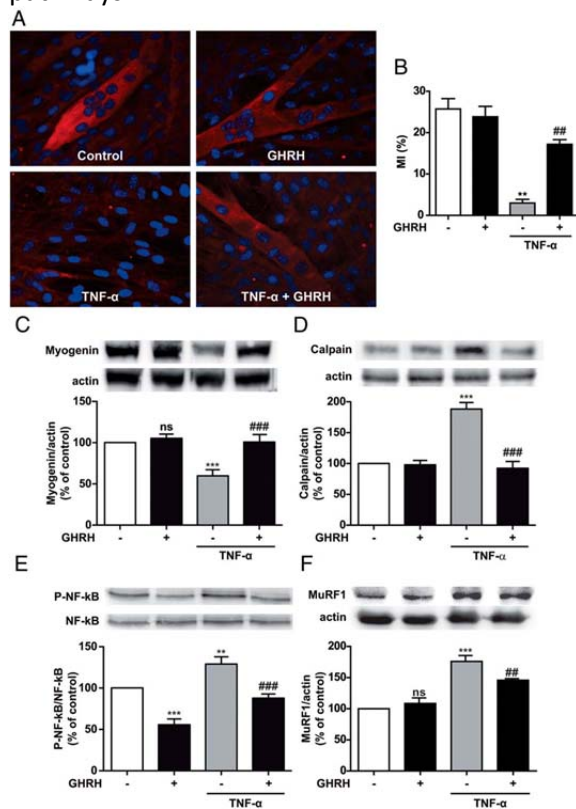 A
Control
GHRH
TNF-α
TNF-α + GHRH
B
MI (%)
30
20
10
0
**
##
GHRH - + - +
TNF-α
C
Myogenin
actin
Myogenin/actin
(% of control)
150
100
50
0
ns
***
###
GHRH - + - +
TNF-α
D
Calpain
actin
Calpain/actin
(% of control)
200
150
100
50
0
***
###
GHRH - + - +
TNF-α
E
P-NF-kB
NF-kB
P-NF-kB/NF-kB
(% of control)
150
100
50
0
***
**
###
GHRH - + - +
TNF-α
F
MuRF1
actin
MuRF1/actin
(% of control)
200
150
100
50
0
ns
***
##
GHRH - + - +
TNF-α